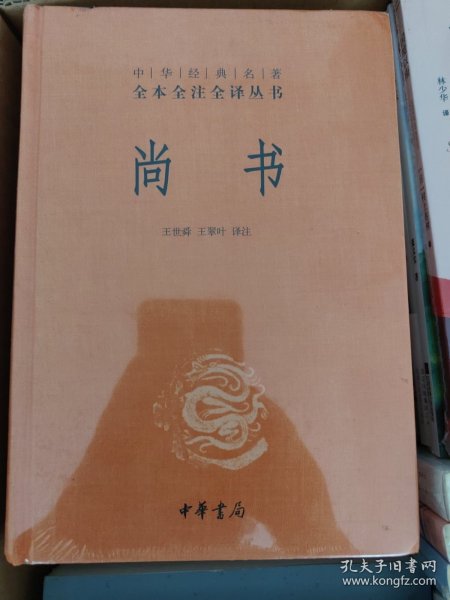 中华经典名著
全本全注全译丛书
尚书
王世舜 王翠叶 译注
中華書局
林少华 译
孔夫子旧书网
www.kongfz.com